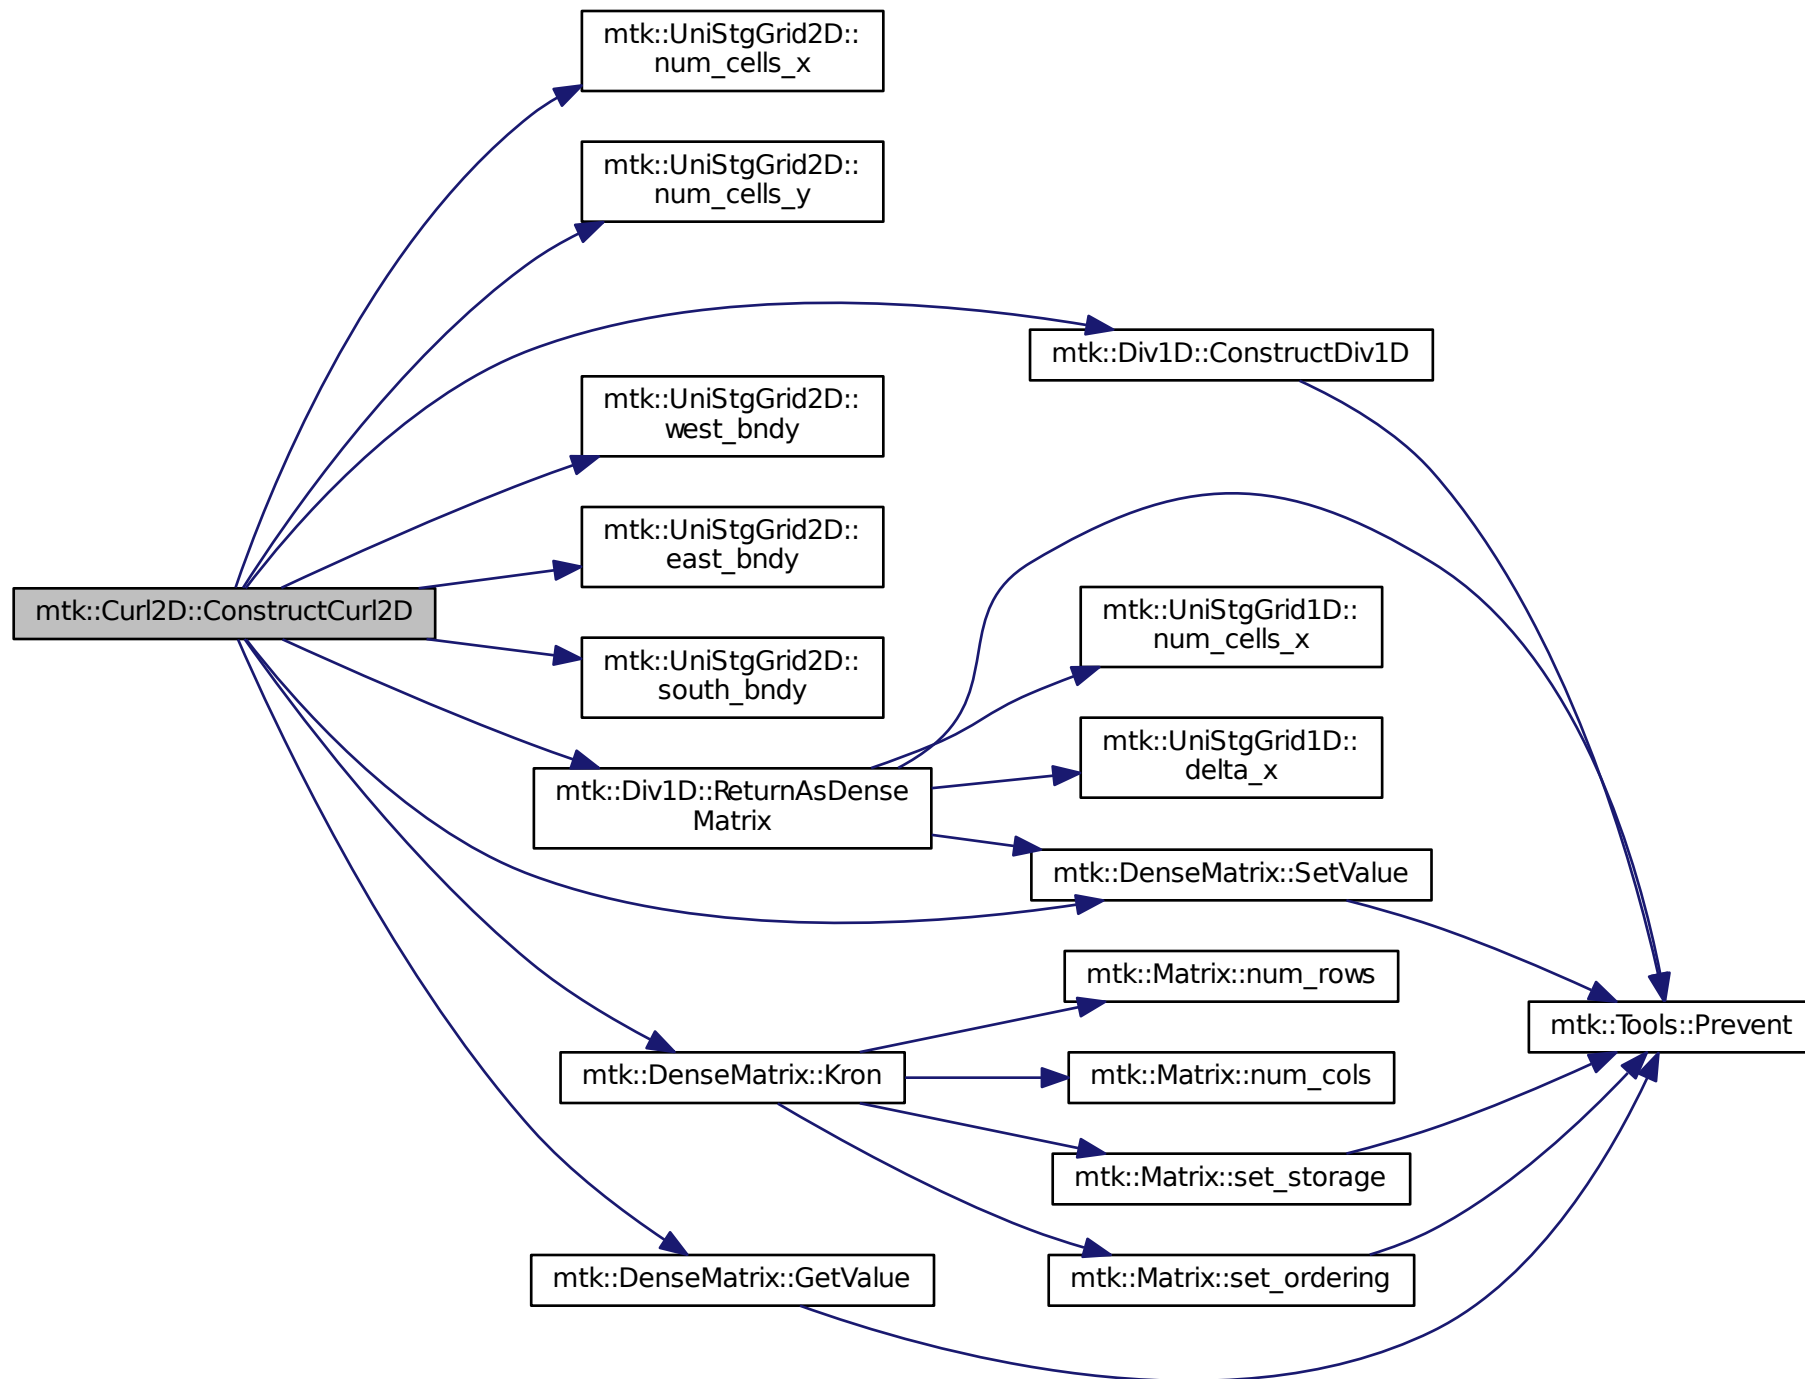 mtk::UniStgGrid2D::
num_cells_x
mtk::UniStgGrid2D::
num_cells_y
mtk::Div1D::ConstructDiv1D
mtk::UniStgGrid2D::
west_bndy
mtk::UniStgGrid2D::
east_bndy
mtk::Curl2D::ConstructCurl2D
mtk::UniStgGrid1D::
num_cells_x
mtk::UniStgGrid2D::
south_bndy
mtk::UniStgGrid1D::
delta_x
mtk::Div1D::ReturnAsDense
Matrix
mtk::DenseMatrix::SetValue
mtk::Matrix::num_rows
mtk::Tools::Prevent
mtk::DenseMatrix::Kron
mtk::Matrix::num_cols
mtk::Matrix::set_storage
mtk::DenseMatrix::GetValue
mtk::Matrix::set_ordering